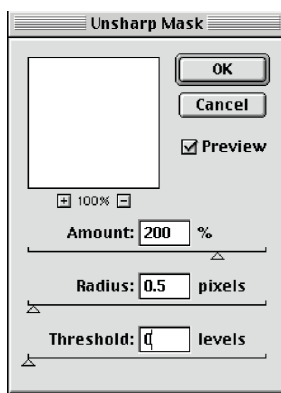 Unsharp Mask
OK
Cancel
Preview
+ 100% -
Amount: 200 %
Radius: 0.5 pixels
Threshold: 0 levels